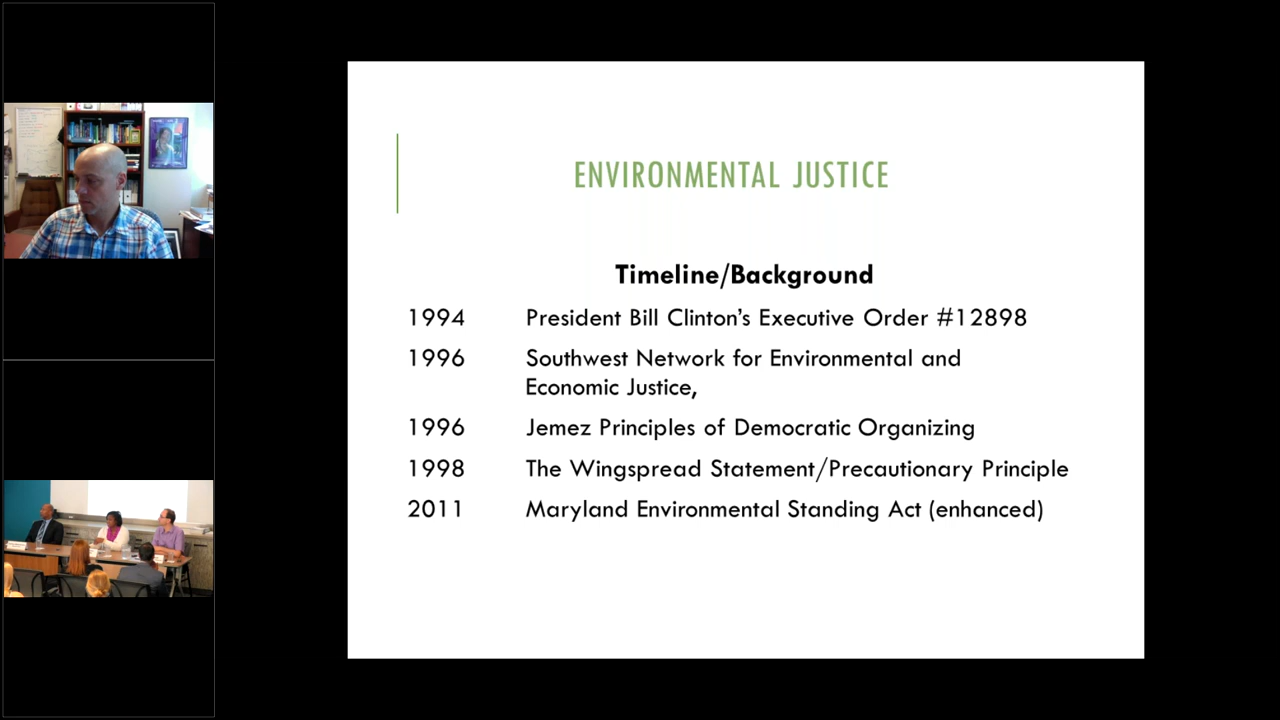 ENVIRONMENTAL JUSTICE
Timeline/Background
1994 President Bill Clinton's Executive Order #12898
1996 Southwest Network for Environmental and
Economic Justice,
1996 Jemez Principles of Democratic Organizing
1998 The Wingspread Statement/Precautionary Principle
2011 Maryland Environmental Standing Act (enhanced)